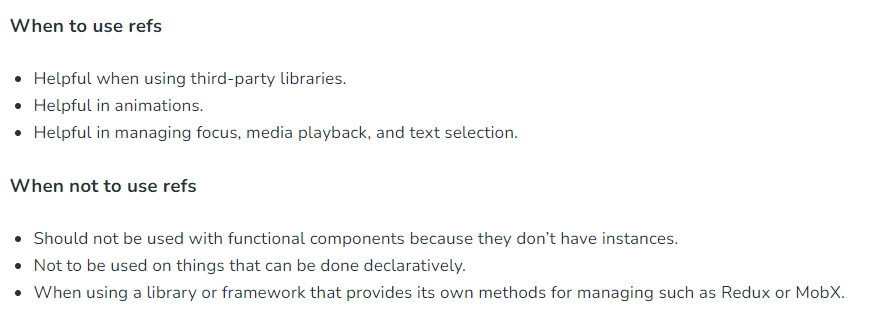 When to use refs
• Helpful when using third-party libraries.
• Helpful in animations.
• Helpful in managing focus, media playback, and text selection.
When not to use refs
• Should not be used with functional components because they don’t have instances.
• Not to be used on things that can be done declaratively.
• When using a library or framework that provides its own methods for managing such as Redux or MobX.